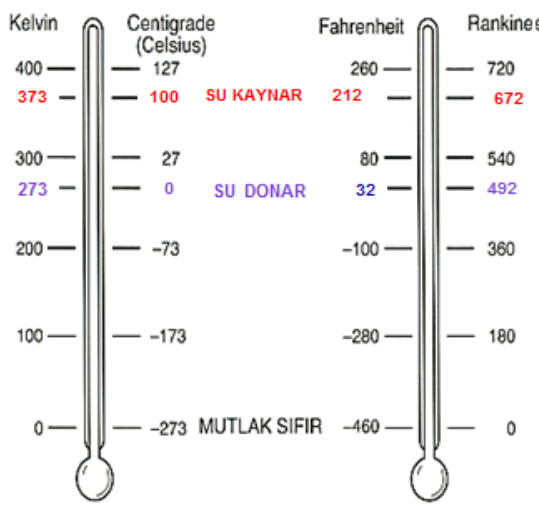 Kelvin Centigrade (Celsius) Fahrenheit Rankines
400 127 260 720
373 100 SU KAYNAR 212 672
300 27 80 540
273 0 SU DONAR 32 492
200 -73 -100 360
100 -173 -280 180
0 -273 MUTLAK SIFIR -460 0